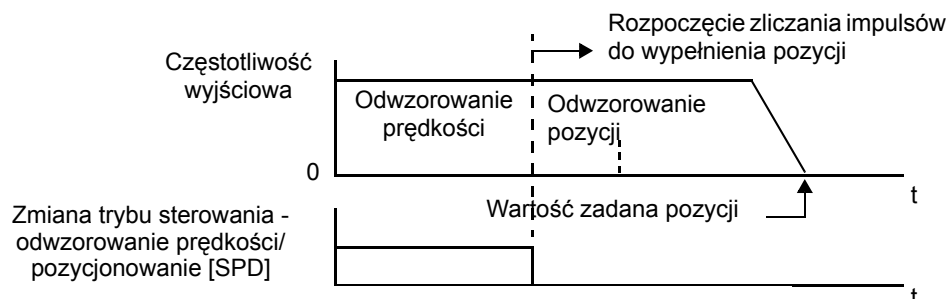 Rozpoczęcie zliczania impulsów
do wypełnienia pozycji
Częstotliwość
wyjściowa
Odwzorowanie
prędkości
Odwzorowanie
pozycji
0
t
Wartość zadana pozycji
Zmiana trybu sterowania -
odwzorowanie prędkości/
pozycjonowanie [SPD]
t